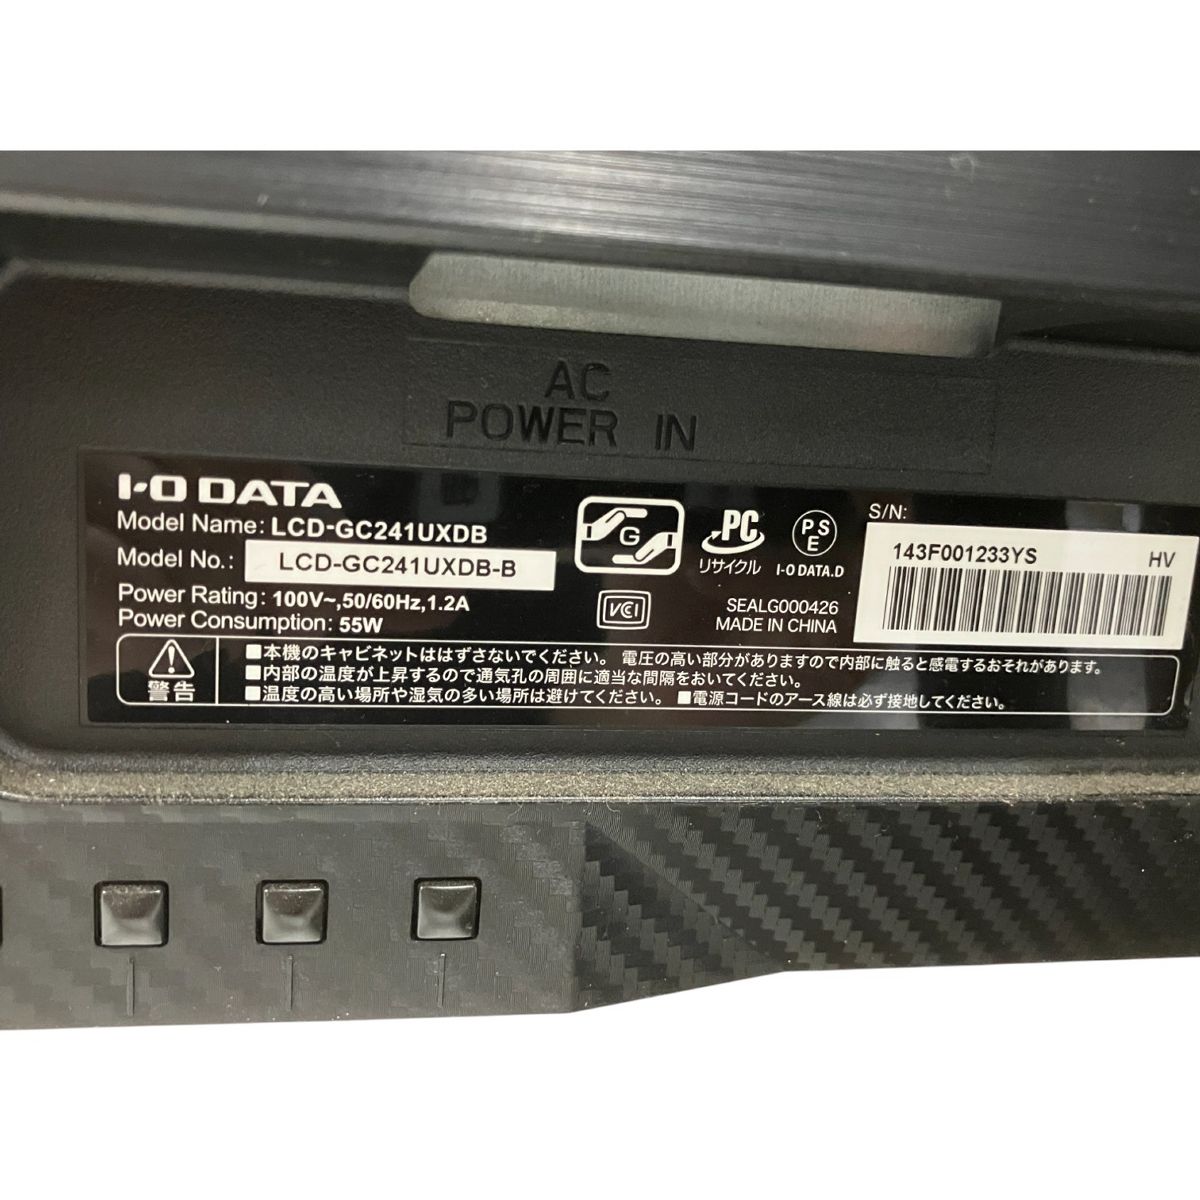 AC
POWER IN
I-O DATA
Model Name: LCD-GC241UXDB
Model No.: LCD-GC241UXDB-B
Power Rating: 100V~,50/60Hz,1.2A
Power Consumption: 55W
G
PC
リサイクル
PSE
I-O DATA.D
VCCI
SEALG000426
MADE IN CHINA
S/N:
143F001233YS HV
警告
■本機のキャビネットははずさないでください。 電圧の高い部分がありますので内部に触ると感電するおそれがあります。
■内部の温度が上昇するので通気孔の周囲に適当な間隔をおいてください。
■温度の高い場所や湿気の多い場所は避けてください。 ■電源コードのアース線は必ず接地してください。